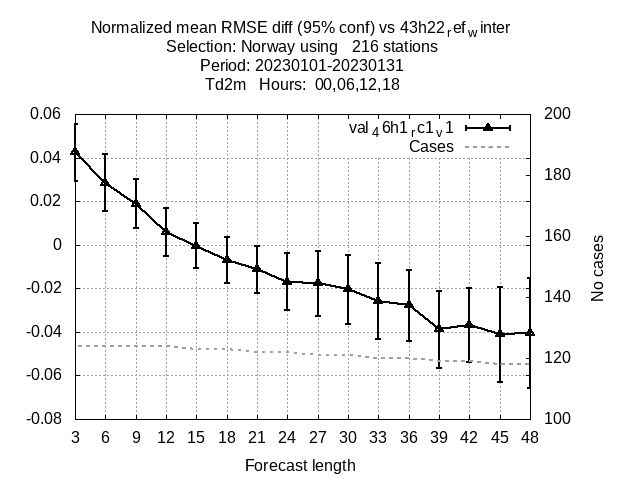 Normalized mean RMSE diff (95% conf) vs 43h22refwinter
Selection: Norway using 216 stations
Period: 20230101-20230131
Td2m Hours: 00,06,12,18
val46h1rc1v1
Cases
0.06
0.04
0.02
0
-0.02
-0.04
-0.06
-0.08
200
180
160
140
120
100
No cases
3 6 9 12 15 18 21 24 27 30 33 36 39 42 45 48
Forecast length